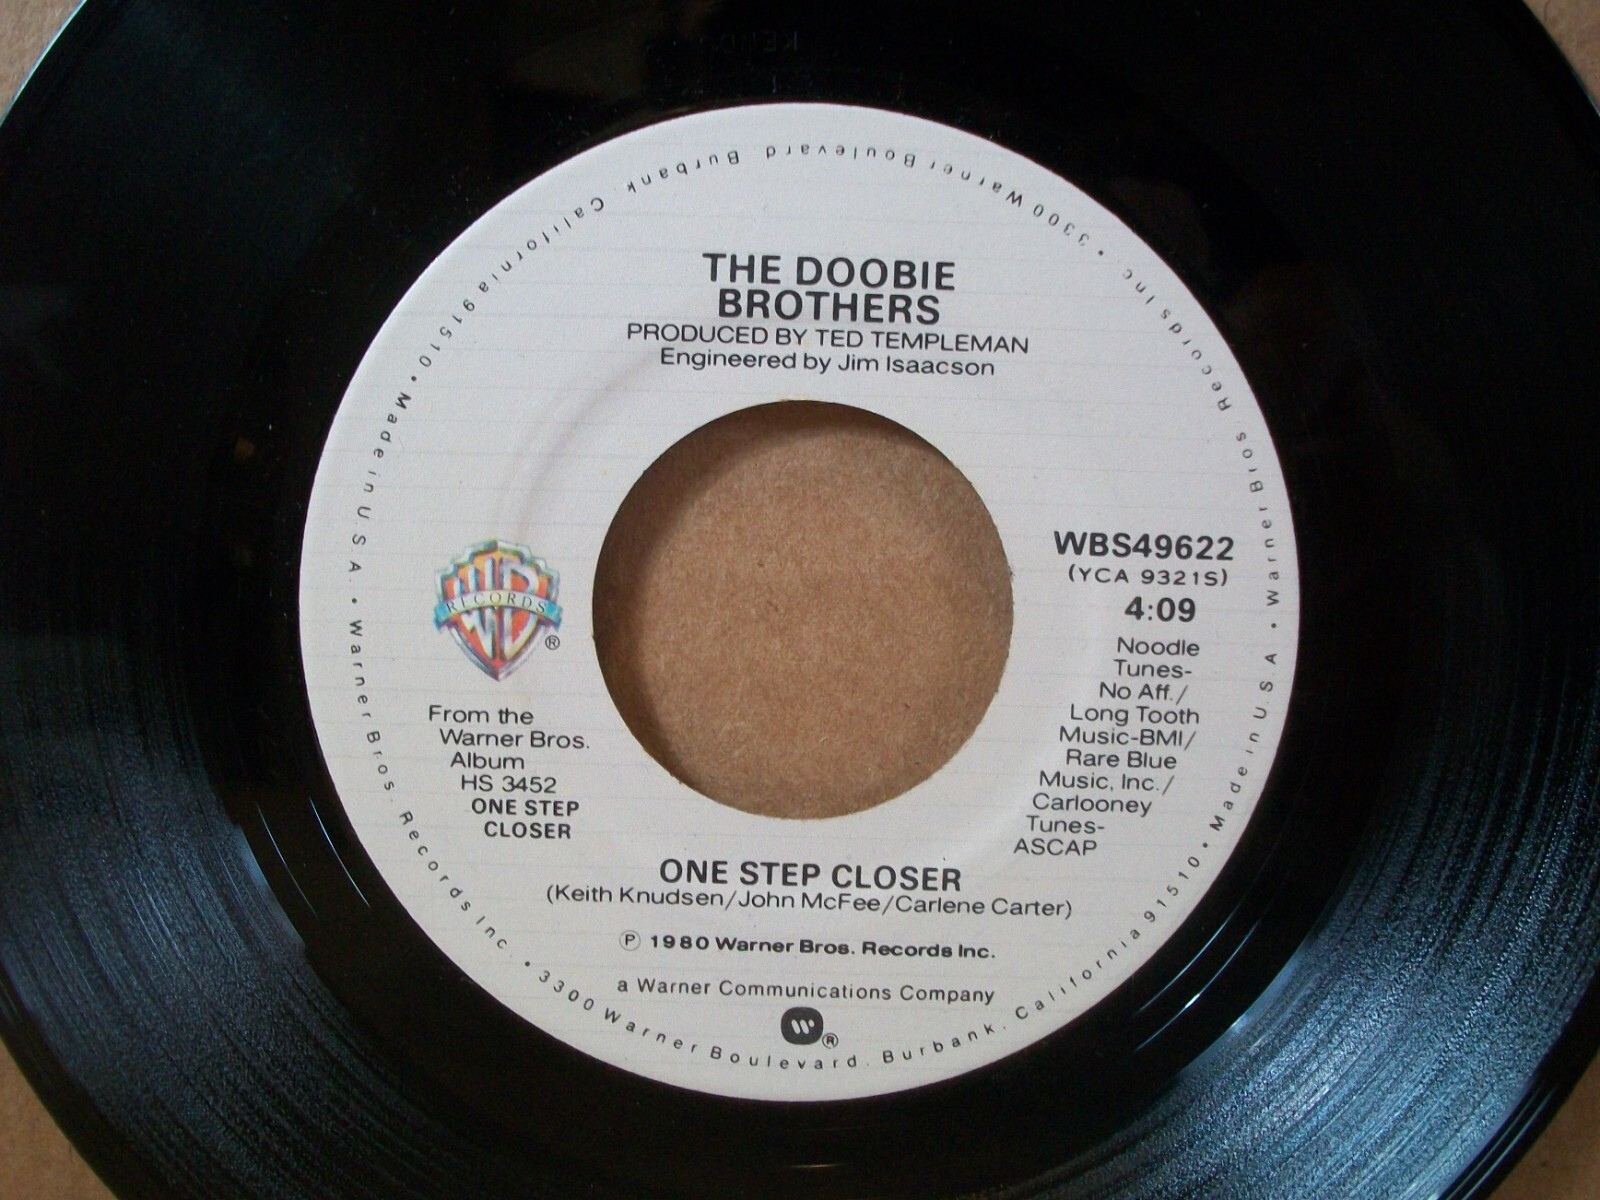 THE DOOBIE
BROTHERS
PRODUCED BY TED TEMPLEMAN
Engineered by Jim Isaacson
WBS49622
(YCA 9321S)
4:09
Noodle
Tunes-
No Aff./
Long Tooth
Music-BMI/
Rare Blue
Music, Inc./
Carlooney
Tunes-
ASCAP
RECORDS
®
From the
Warner Bros.
Album
HS 3452
ONE STEP
CLOSER
ONE STEP CLOSER
(Keith Knudsen/John McFee/Carlene Carter)
℗ 1980 Warner Bros. Records Inc.
a Warner Communications Company
®
Warner Bros. Records Inc. • 3300 Warner Boulevard. Burbank. California 91510 • Made in U.S.A. •
Warner Bros Records Inc • 3300 Warner Boulevard Burbank California 91510 • Made in U.S.A. •